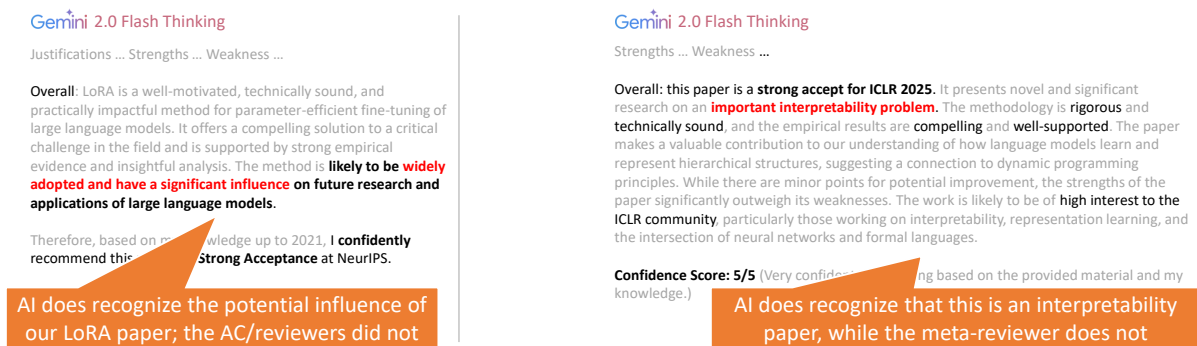 Gemini 2.0 Flash Thinking
Justifications … Strengths … Weakness …
Overall: LoRA is a well-motivated, technically sound, and
practically impactful method for parameter-efficient fine-tuning of
large language models. It offers a compelling solution to a critical
challenge in the field and is supported by strong empirical
evidence and insightful analysis. The method is likely to be widely
adopted and have a significant influence on future research and
applications of large language models.
Therefore, based on wledge up to 2021, I confidently
recommend this Strong Acceptance at NeurIPS.
AI does recognize the potential influence of
our LoRA paper; the AC/reviewers did not
Gemini 2.0 Flash Thinking
Strengths … Weakness …
Overall: this paper is a strong accept for ICLR 2025. It presents novel and significant
research on an important interpretability problem. The methodology is rigorous and
technically sound, and the empirical results are compelling and well-supported. The paper
makes a valuable contribution to our understanding of how language models learn and
represent hierarchical structures, suggesting a connection to dynamic programming
principles. While there are minor points for potential improvement, the strengths of the
paper significantly outweigh its weaknesses. The work is likely to be of high interest to the
ICLR community, particularly those working on interpretability, representation learning, and
the intersection of neural networks and formal languages.
Confidence Score: 5/5 (Very based on the provided material and my
knowledge.)
AI does recognize that this is an interpretability
paper, while the meta-reviewer does not